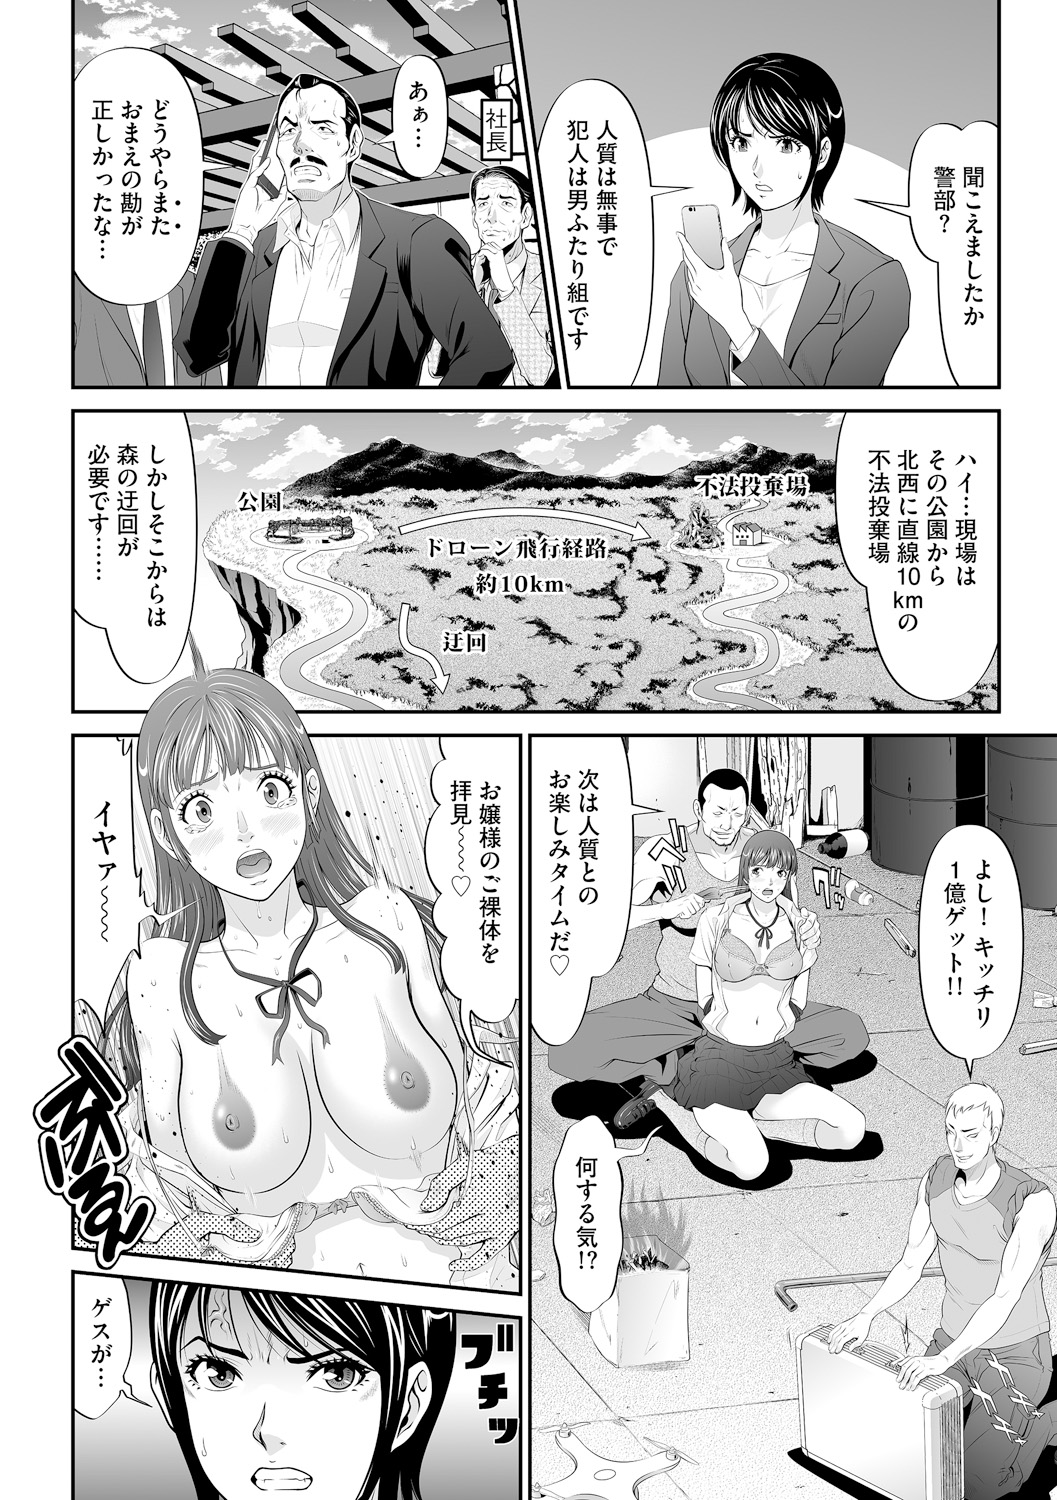 聞こえましたか
警部？
人質は無事で
犯人は男ふたり組です
社長
あぁ…
どうやらまた
おまえの勘が
正しかったな…
ハイ…現場は
その公園から
北西に直線10kmの
不法投棄場
不法投棄場
公園
ドローン飛行経路
約10km
迂回
しかしそこからは
森の迂回が
必要です……
よし！キッチリ
1億ゲット!!
次は人質との
お楽しみタイムだ♡
何する気!?
お嬢様のご裸体を
拝見〜〜♡
イヤァ〜〜
ブチッ
ゲスが…